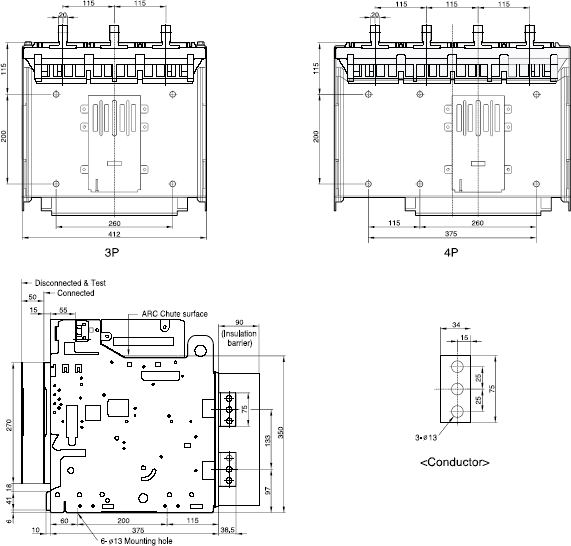 115 115
20
115
200
260
412
3P
115 115 115
20
115
200
115 260
375
4P
Disconnected & Test
50 Connected
15 55
ARC Chute surface
90
(Insulation
barrier)
270
75
133
350
97
18
41
6
10
60 200 115
375 38,5
6- ø13 Mounting hole
34
15
25
25
75
3-ø13
<Conductor>